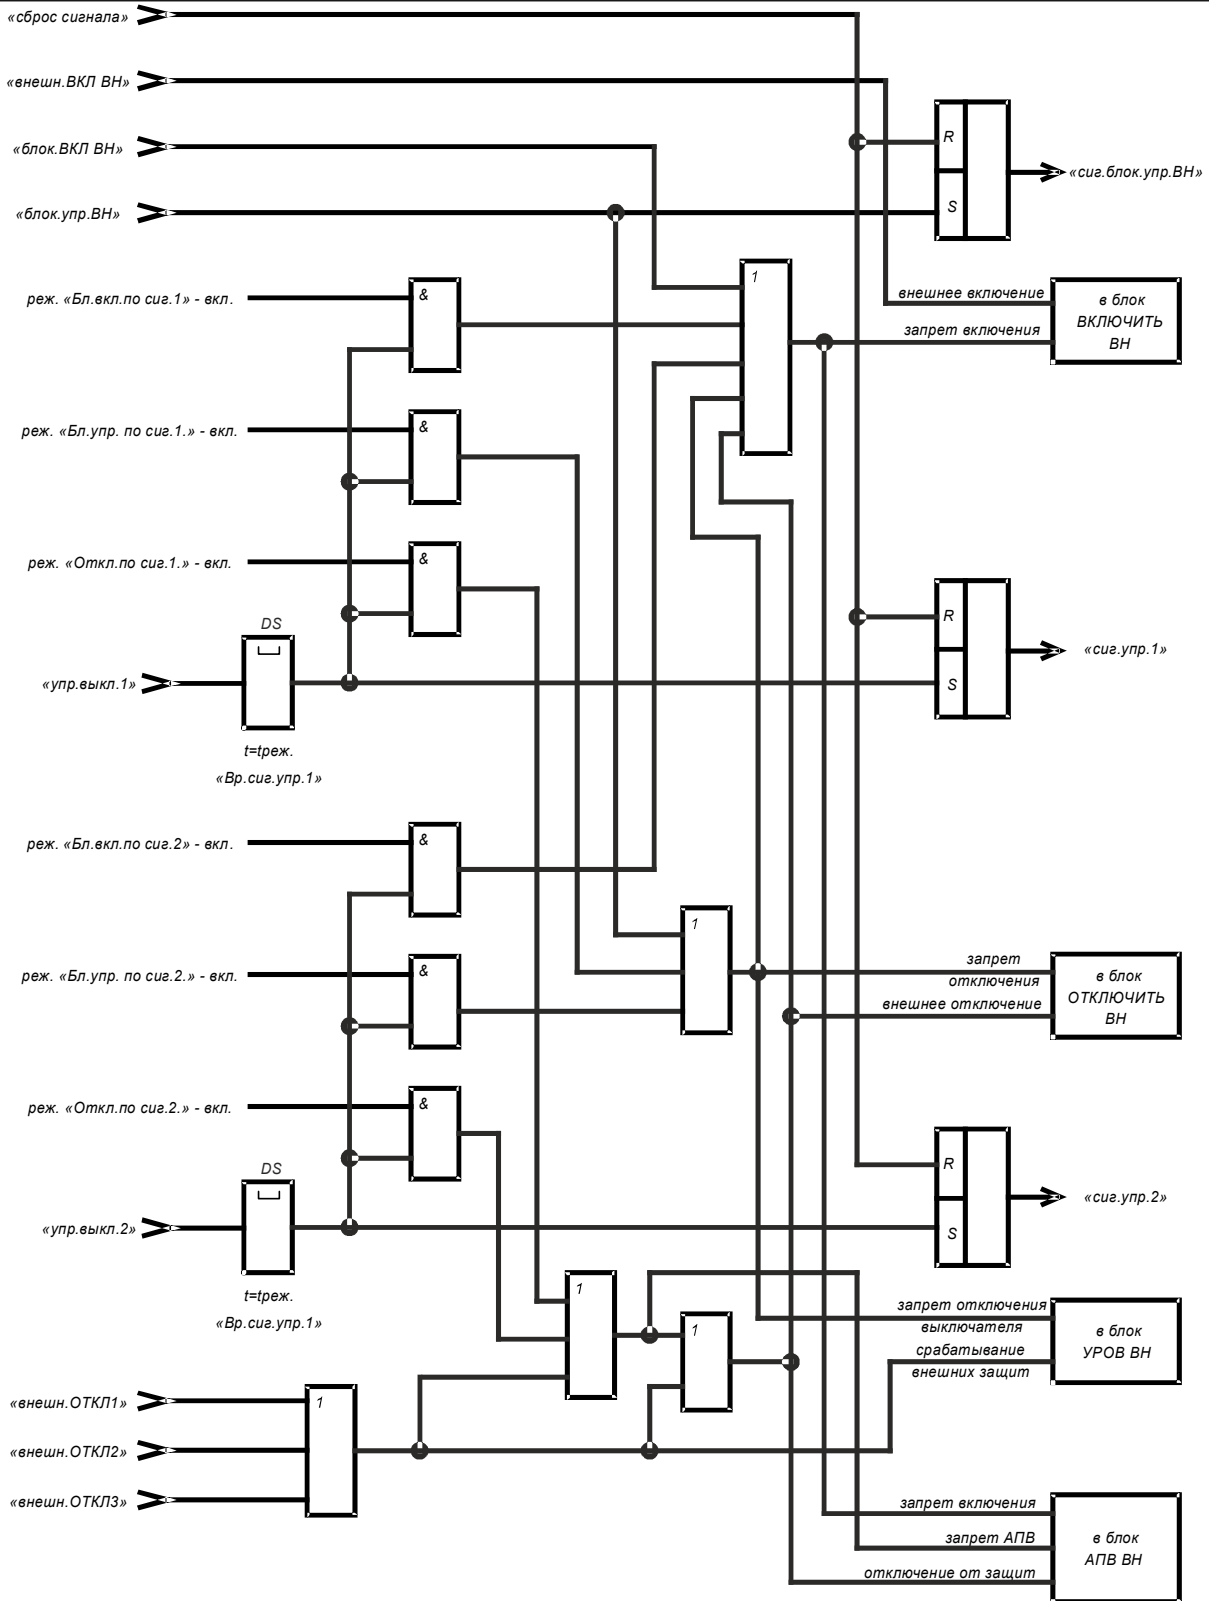 «сброс сигнала»
«внешн.ВКЛ ВН»
«блок.ВКЛ ВН»
R
«сиг.блок.упр.ВН»
«блок.упр.ВН»
S
1
реж. «Бл.вкл.по сиг.1» - вкл.
&
внешнее включение
в блок
ВКЛЮЧИТЬ
ВН
запрет включения
реж. «Бл.упр. по сиг.1.» - вкл.
&
реж. «Откл.по сиг.1.» - вкл.
&
DS
R
«сиг.упр.1»
«упр.выкл.1»
S
t=tреж.
«Вр.сиг.упр.1»
реж. «Бл.вкл.по сиг.2» - вкл.
&
1
реж. «Бл.упр. по сиг.2.» - вкл.
&
запрет
отключения
внешнее отключение
в блок
ОТКЛЮЧИТЬ
ВН
реж. «Откл.по сиг.2.» - вкл.
&
DS
R
«сиг.упр.2»
«упр.выкл.2»
S
t=tреж.
«Вр.сиг.упр.1»
1
1
запрет отключения
выключателя
срабатывание
внешних защит
в блок
УРОВ ВН
«внешн.ОТКЛ1»
1
«внешн.ОТКЛ2»
«внешн.ОТКЛ3»
запрет включения
запрет АПВ
отключение от защит
в блок
АПВ ВН